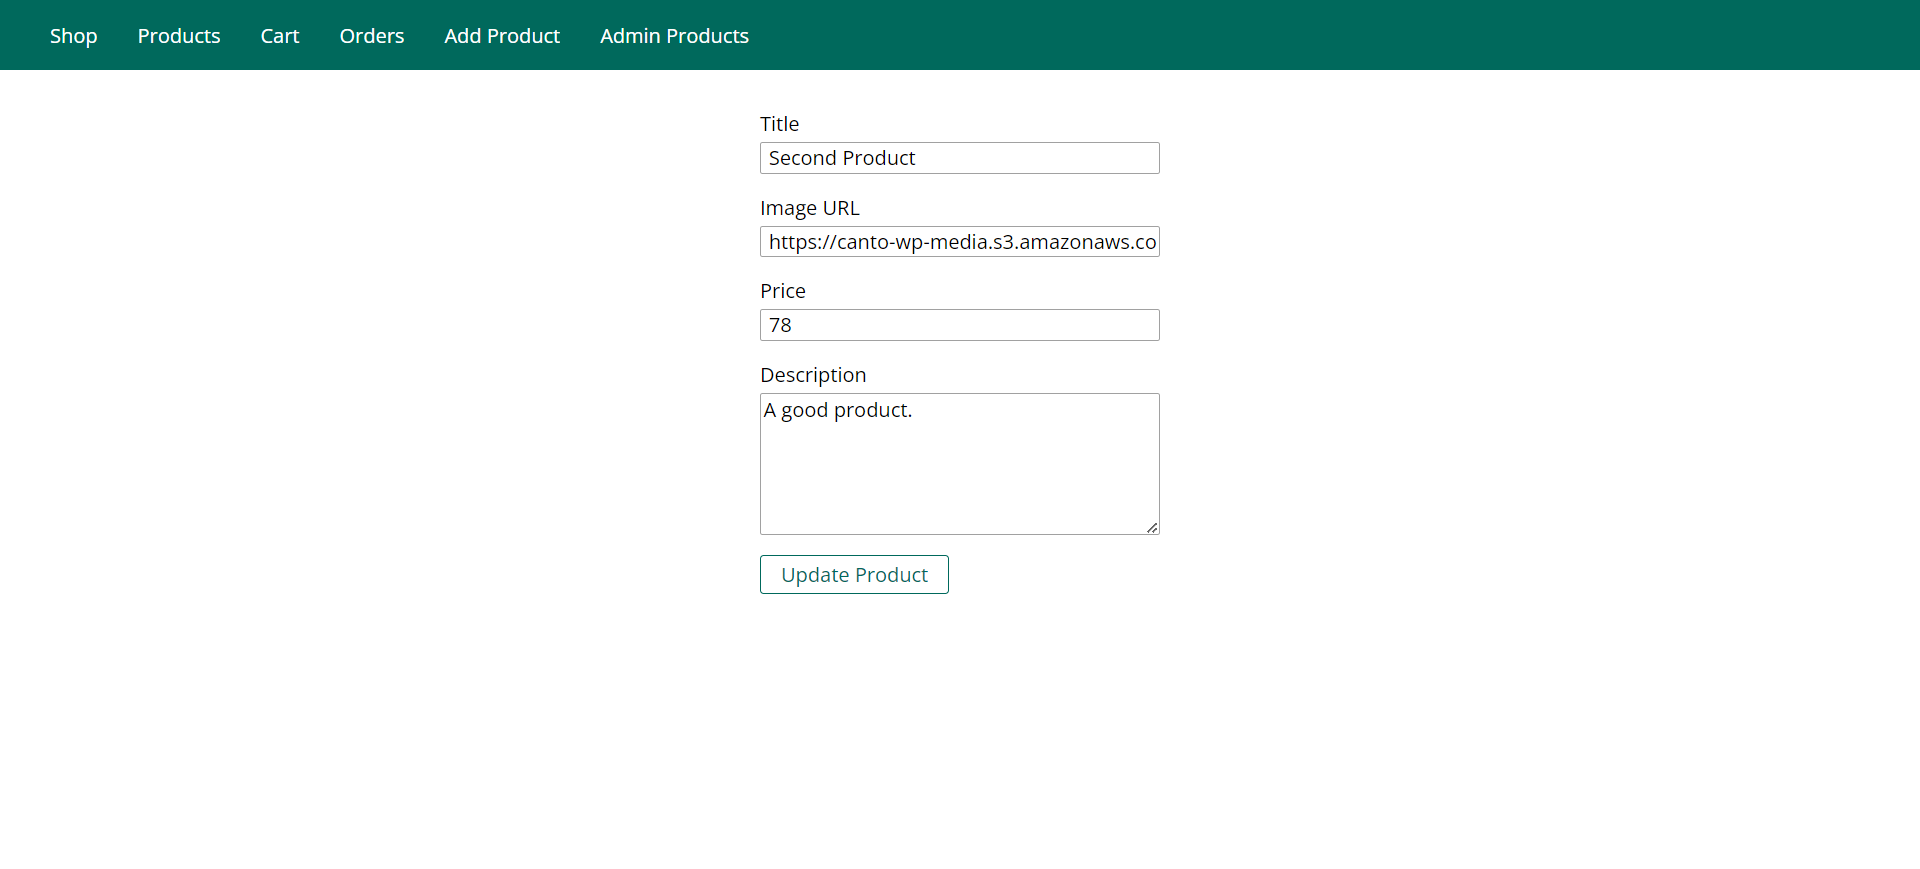 Shop Products Cart Orders Add Product Admin Products
Title
Second Product
Image URL
https://canto-wp-media.s3.amazonaws.co
Price
78
Description
A good product.
Update Product